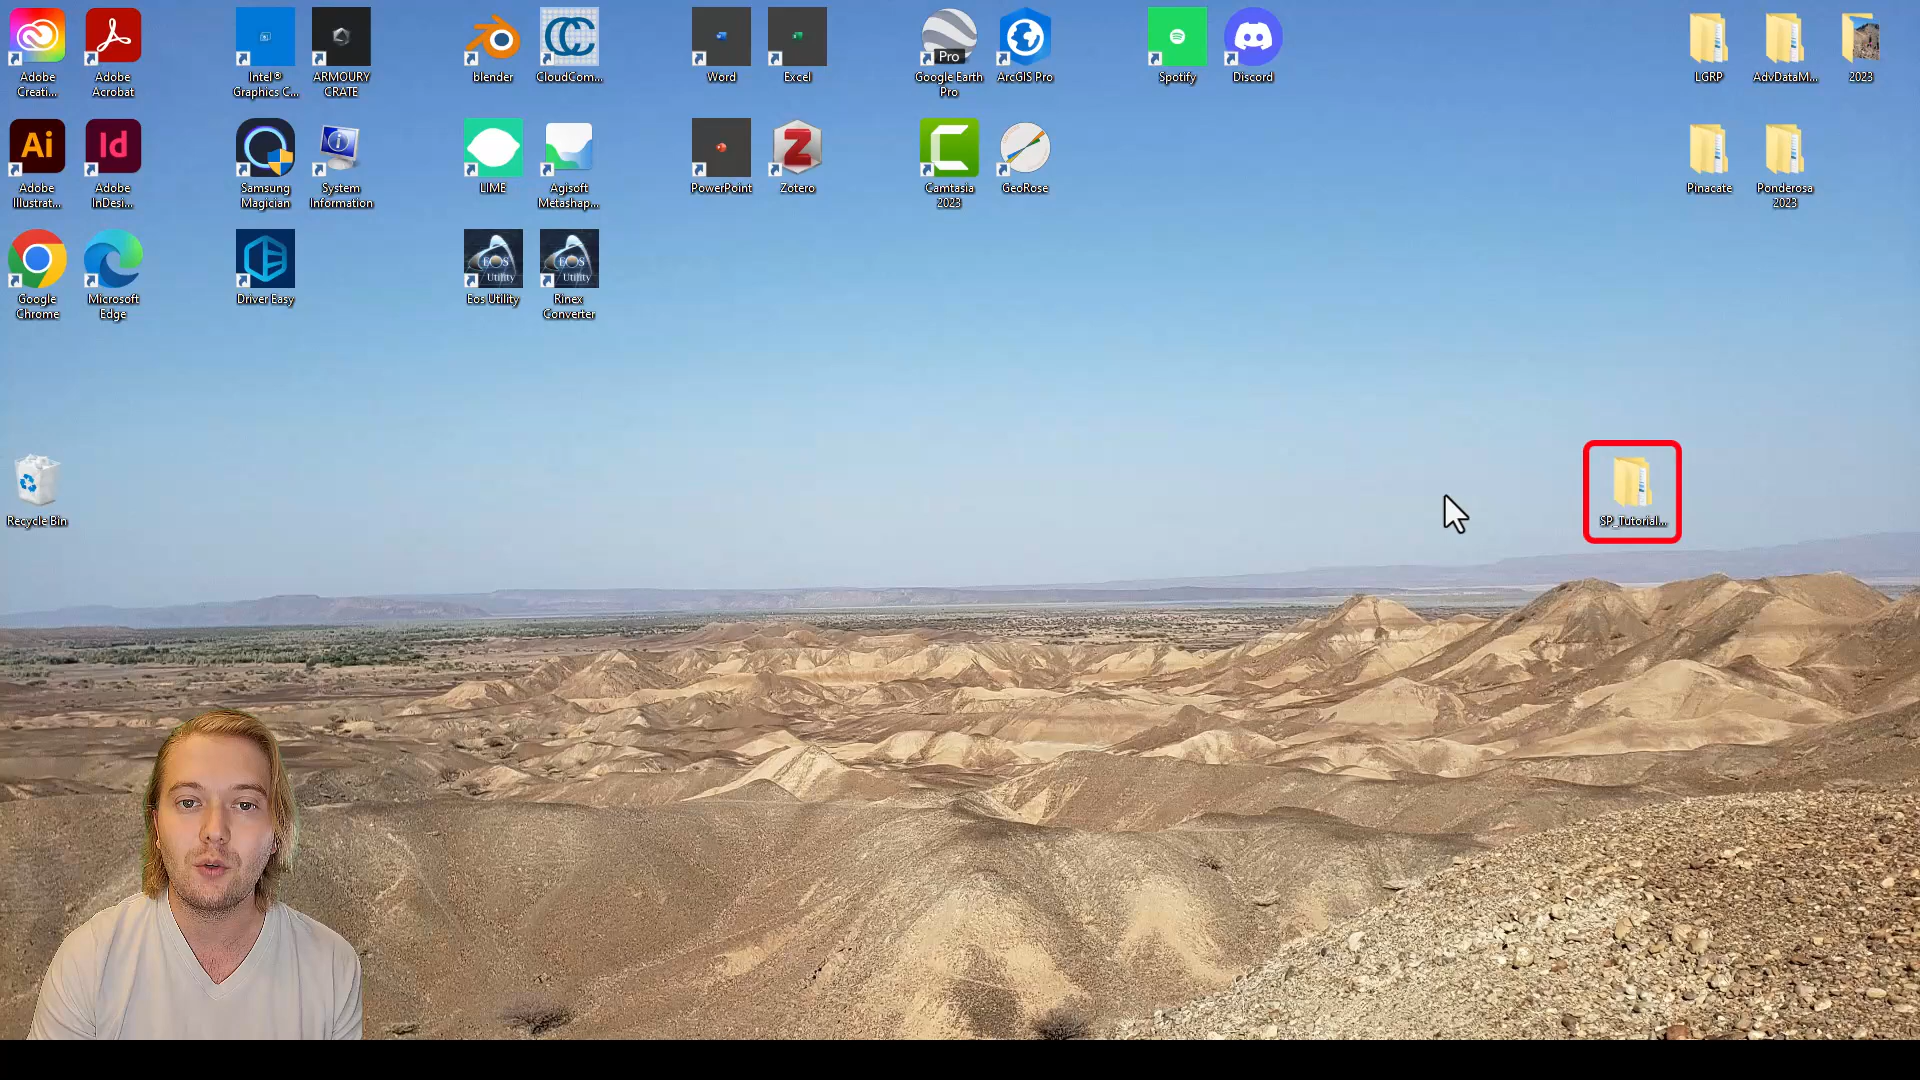 Adobe
Creati...
Adobe
Acrobat
Intel®
Graphics C...
ARMOURY
CRATE
blender
CloudCom...
Word
Excel
Pro
Google Earth
Pro
ArcGIS Pro
Spotify
Discord
LGRP
AdvDataM...
2023
Ai
Adobe
Illustrat...
Id
Adobe
InDesi...
Samsung
Magician
System
Information
LIME
Agisoft
Metashap...
PowerPoint
Z
Zotero
C
Camtasia
2023
GeoRose
Pinacate
Ponderosa
2023
Google
Chrome
Microsoft
Edge
Driver Easy
EOS
Utility
Eos Utility
EOS
Utility
Rinex
Converter
Recycle Bin
SP_Tutorial...